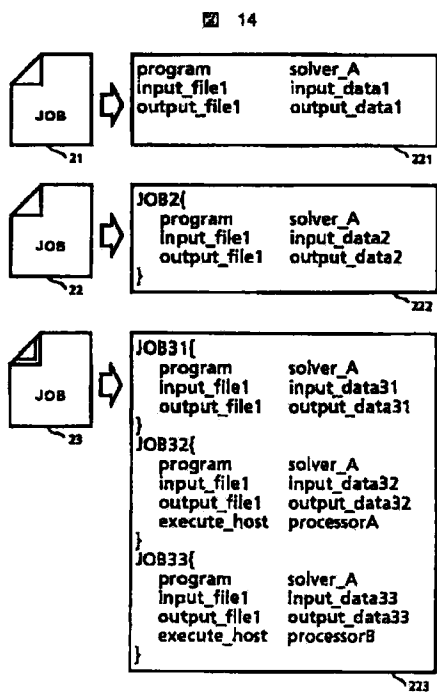 図 14
JOB
21
program solver_A
input_file1 input_data1
output_file1 output_data1
221
JOB
22
JOB2{
program solver_A
input_file1 input_data2
output_file1 output_data2
}
222
JOB
23
JOB31{
program solver_A
input_file1 input_data31
output_file1 output_data31
}
JOB32{
program solver_A
input_file1 input_data32
output_file1 output_data32
execute_host processorA
}
JOB33{
program solver_A
input_file1 input_data33
output_file1 output_data33
execute_host processorB
}
223